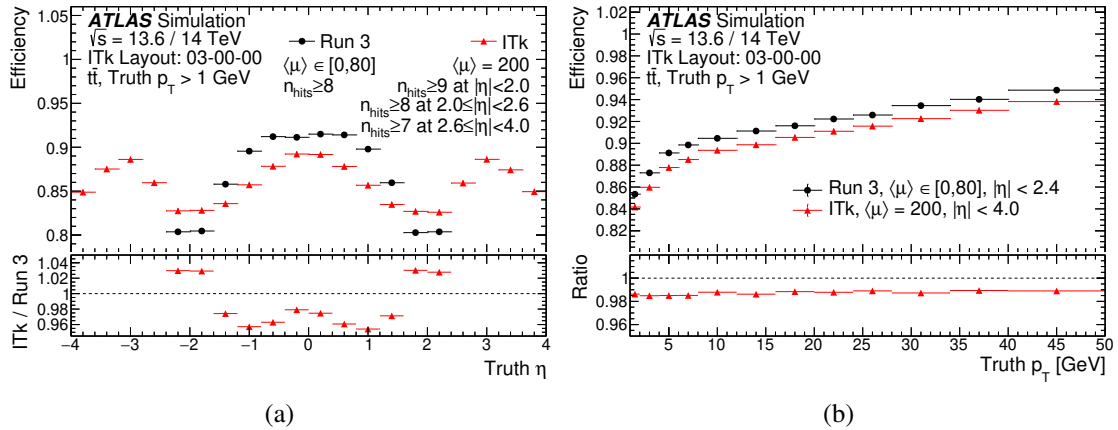 ATLAS Simulation
√s = 13.6 / 14 TeV
ITk Layout: 03-00-00
tt̄, Truth p_T > 1 GeV
Run 3
⟨μ⟩ ∈ [0,80]
n_hits≥8
ITk
⟨μ⟩ = 200
n_hits≥9 at |η|<2.0
n_hits≥8 at 2.0≤|η|<2.6
n_hits≥7 at 2.6≤|η|<4.0
Efficiency
1.05
1
0.95
0.9
0.85
0.8
ITk / Run 3
1.04
1.02
1
0.98
0.96
−4 −3 −2 −1 0 1 2 3 4
Truth η
(a)
ATLAS Simulation
√s = 13.6 / 14 TeV
ITk Layout: 03-00-00
tt̄, Truth p_T > 1 GeV
Run 3, ⟨μ⟩ ∈ [0,80], |η| < 2.4
ITk, ⟨μ⟩ = 200, |η| < 4.0
Efficiency
1.02
1
0.98
0.96
0.94
0.92
0.9
0.88
0.86
0.84
0.82
Ratio
1
0.98
0.96
5 10 15 20 25 30 35 40 45 50
Truth p_T [GeV]
(b)